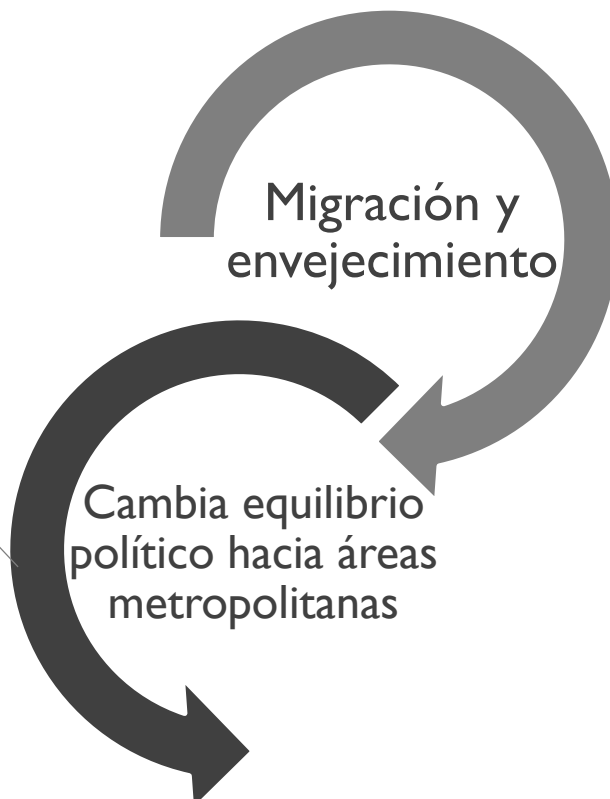 Migración y
envejecimiento
Cambia equilibrio
político hacia áreas
metropolitanas